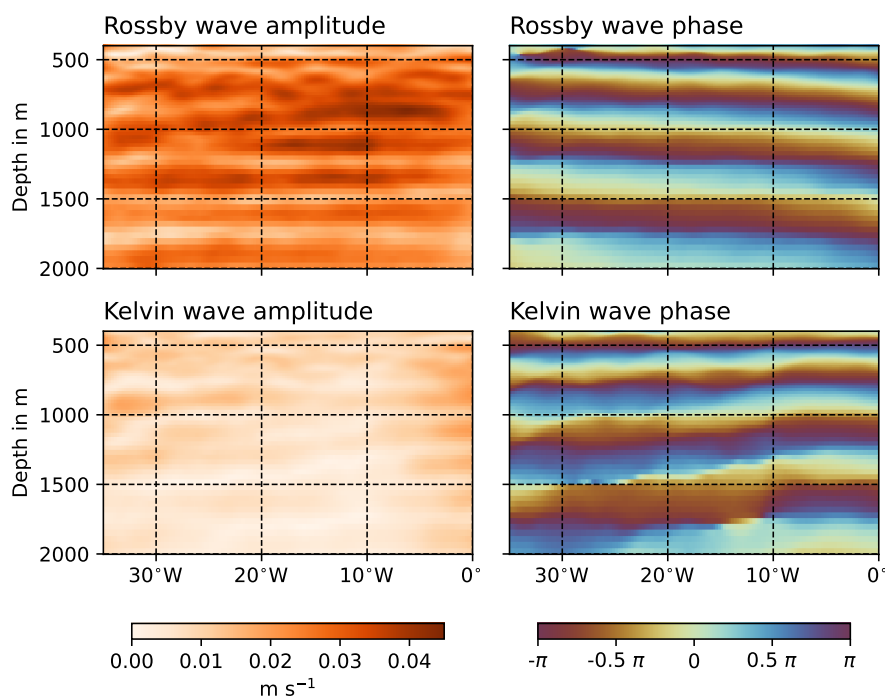 Rossby wave amplitude
Rossby wave phase
Depth in m
500
1000
1500
2000
Kelvin wave amplitude
Kelvin wave phase
Depth in m
500
1000
1500
2000
30°W 20°W 10°W 0°
30°W 20°W 10°W 0°
0.00 0.01 0.02 0.03 0.04
m s⁻¹
-π -0.5 π 0 0.5 π π